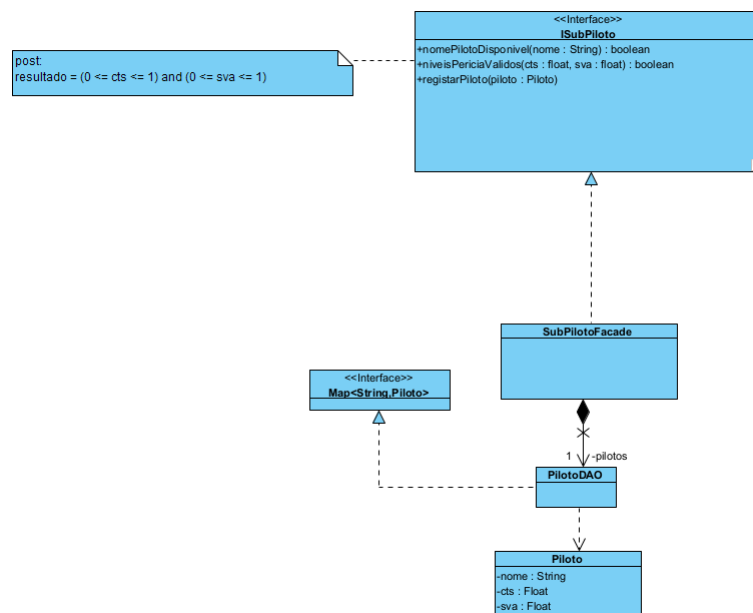 <<Interface>>
ISubPiloto
+nomePilotoDisponivel(nome : String) : boolean
+niveisPericiaValidos(cts : float, sva : float) : boolean
+registarPiloto(piloto : Piloto)
post:
resultado = (0 <= cts <= 1) and (0 <= sva <= 1)
SubPilotoFacade
<<Interface>>
Map<String,Piloto>
1
-pilotos
PilotoDAO
Piloto
-nome : String
-cts : Float
-sva : Float